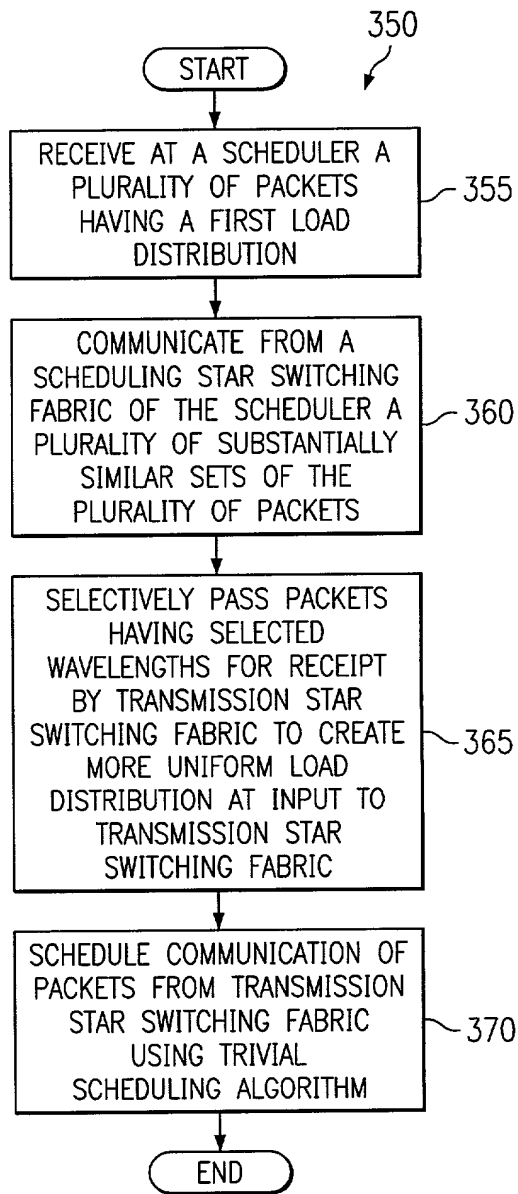 350
START
RECEIVE AT A SCHEDULER A
PLURALITY OF PACKETS
HAVING A FIRST LOAD
DISTRIBUTION
355
COMMUNICATE FROM A
SCHEDULING STAR SWITCHING
FABRIC OF THE SCHEDULER A
PLURALITY OF SUBSTANTIALLY
SIMILAR SETS OF THE
PLURALITY OF PACKETS
360
SELECTIVELY PASS PACKETS
HAVING SELECTED
WAVELENGTHS FOR RECEIPT
BY TRANSMISSION STAR
SWITCHING FABRIC TO CREATE
MORE UNIFORM LOAD
DISTRIBUTION AT INPUT TO
TRANSMISSION STAR
SWITCHING FABRIC
365
SCHEDULE COMMUNICATION OF
PACKETS FROM TRANSMISSION
STAR SWITCHING FABRIC
USING TRIVIAL
SCHEDULING ALGORITHM
370
END